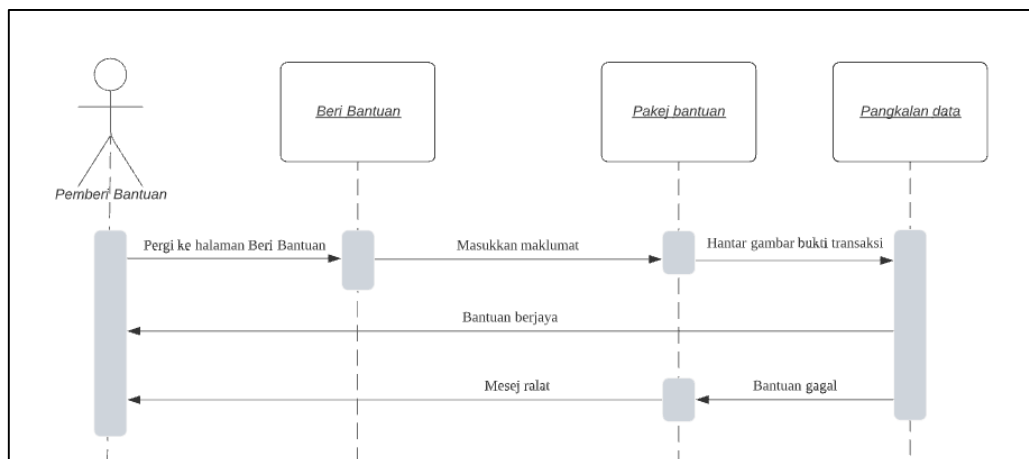 Beri Bantuan
Pakej bantuan
Pangkalan data
Pemberi Bantuan
Pergi ke halaman Beri Bantuan
Masukkan maklumat
Hantar gambar bukti transaksi
Bantuan berjaya
Mesej ralat
Bantuan gagal